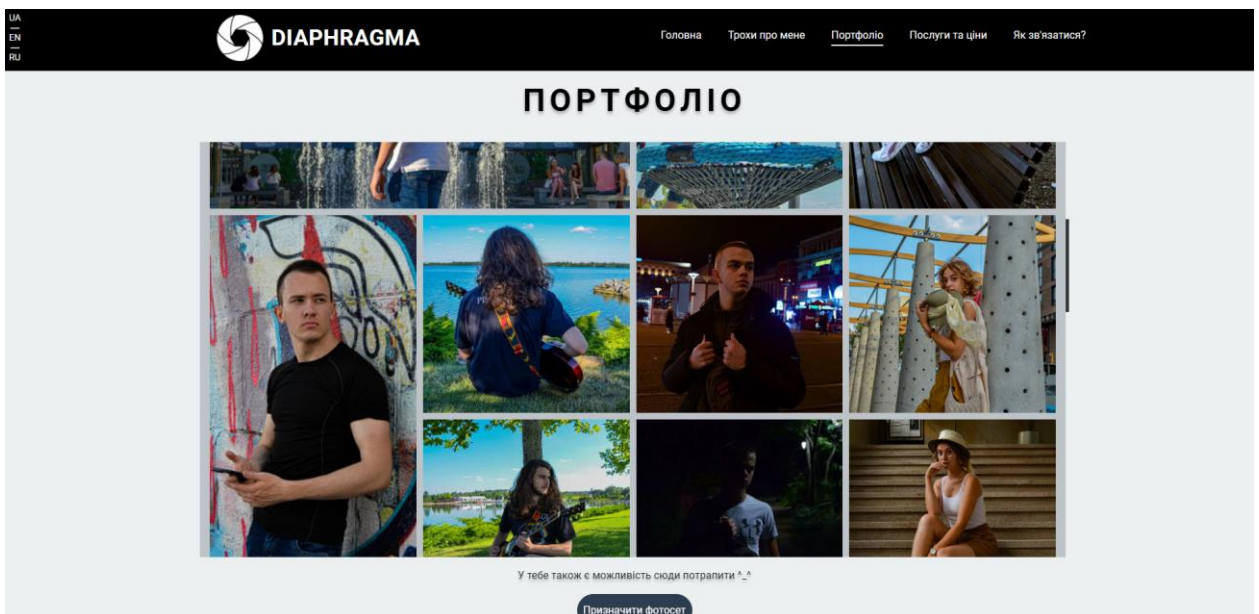 UA
EN
RU
DIAPHRAGMA
Головна Трохи про мене Портфоліо Послуги та ціни Як зв'язатися?
ПОРТФОЛІО
У тебе також є можливість сюди потрапити ^_^
Призначити фотосет